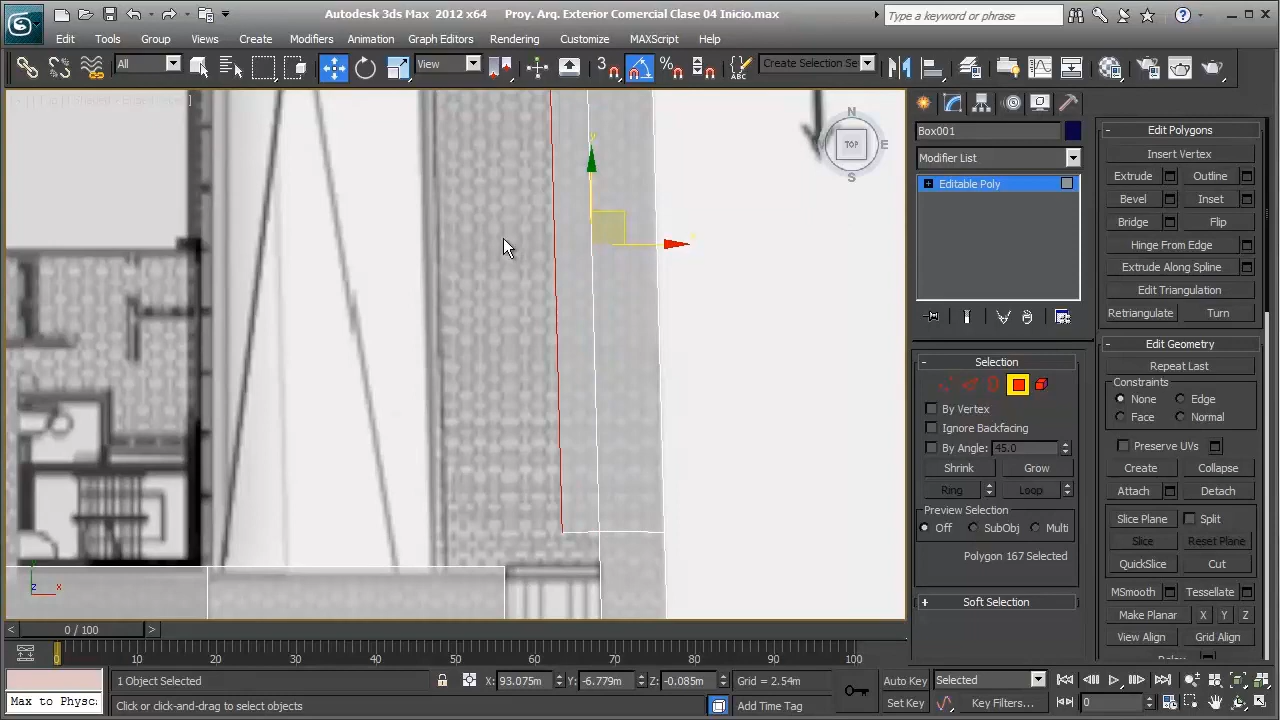 Autodesk 3ds Max 2012 x64 Proy. Arq. Exterior Comercial Clase 04 Inicio.max
Type a keyword or phrase
Edit Tools Group Views Create Modifiers Animation Graph Editors Rendering Customize MAXScript Help
All View 3 % ABC Create Selection Se
N
TOP
E
S
y
z x
Box001
Modifier List
Editable Poly
Selection
By Vertex
Ignore Backfacing
By Angle: 45.0
Shrink Grow
Ring Loop
Preview Selection
Off SubObj Multi
Polygon 167 Selected
Soft Selection
Edit Polygons
Insert Vertex
Extrude Outline
Bevel Inset
Bridge Flip
Hinge From Edge
Extrude Along Spline
Edit Triangulation
Retriangulate Turn
Edit Geometry
Repeat Last
Constraints
None Edge
Face Normal
Preserve UVs
Create Collapse
Attach Detach
Slice Plane Split
Slice Reset Plane
QuickSlice Cut
MSmooth Tessellate
Make Planar X Y Z
View Align Grid Align
Relax
< 0 / 100 >
0 10 20 30 40 50 60 70 80 90 100
1 Object Selected X: 93.075m Y: -6.779m Z: -0.085m Grid = 2.54m Auto Key Selected
Max to Physc: Click or click-and-drag to select objects Add Time Tag Set Key Key Filters... 0